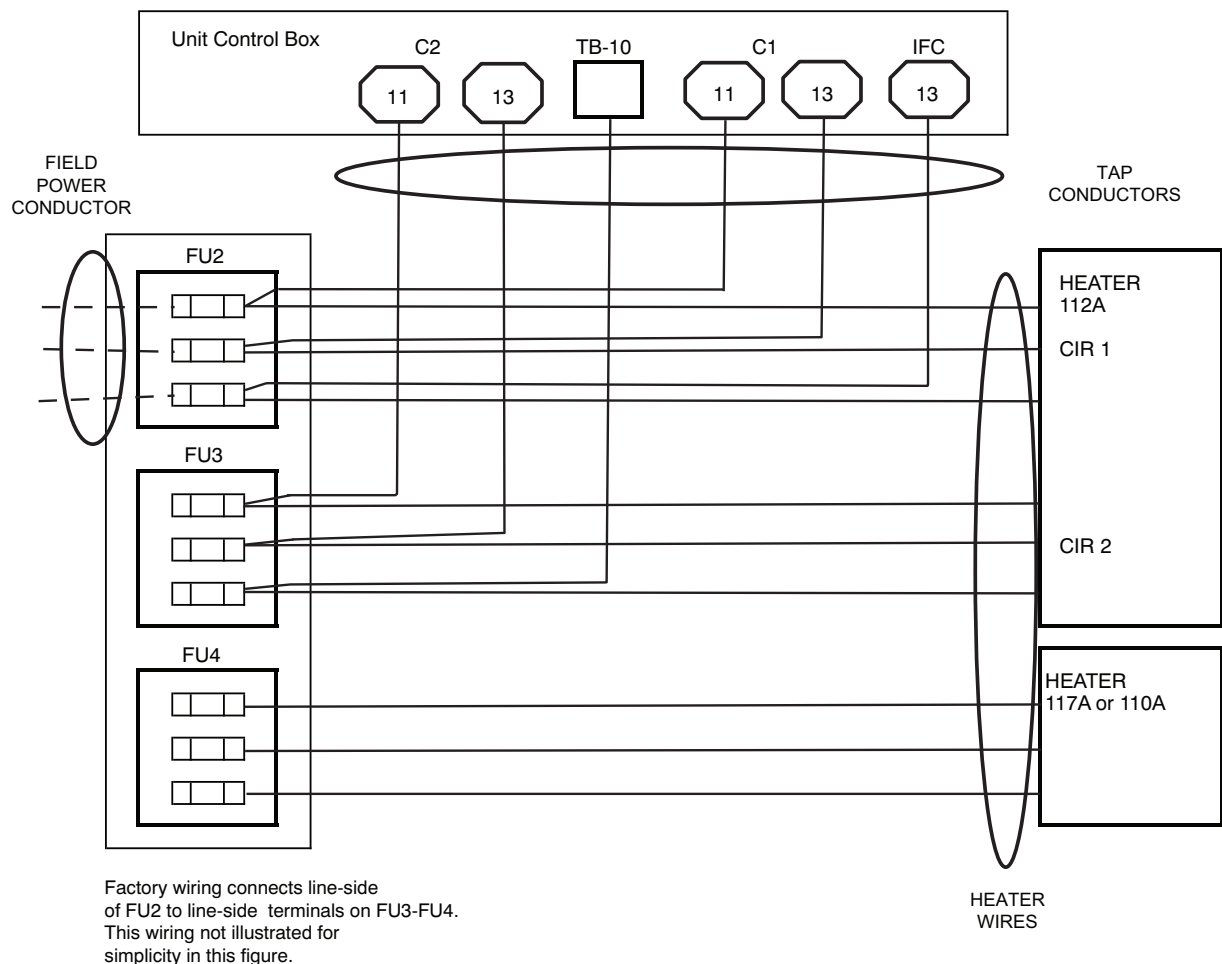 Unit Control Box
C2
TB-10
C1
IFC
11
13
11
13
13
FIELD
POWER
CONDUCTOR
TAP
CONDUCTORS
FU2
HEATER
112A
CIR 1
FU3
CIR 2
FU4
HEATER
117A or 110A
Factory wiring connects line-side
of FU2 to line-side terminals on FU3-FU4.
This wiring not illustrated for
simplicity in this figure.
HEATER
WIRES